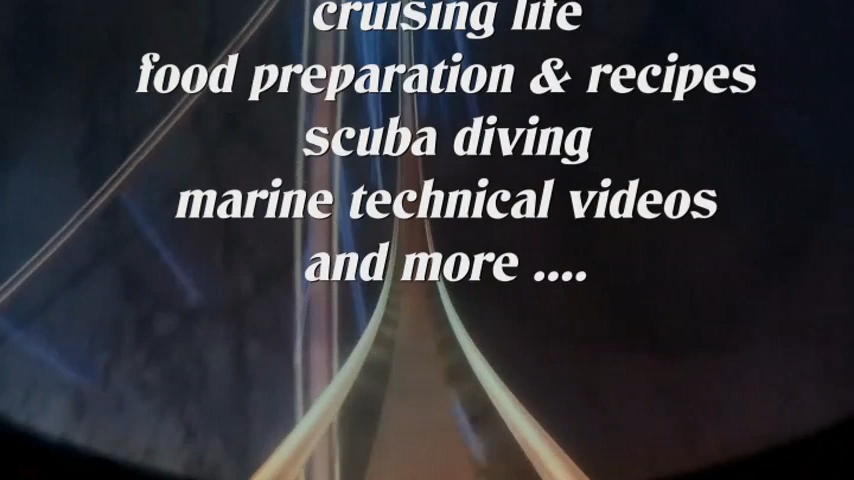 cruising life
food preparation & recipes
scuba diving
marine technical videos
and more ....